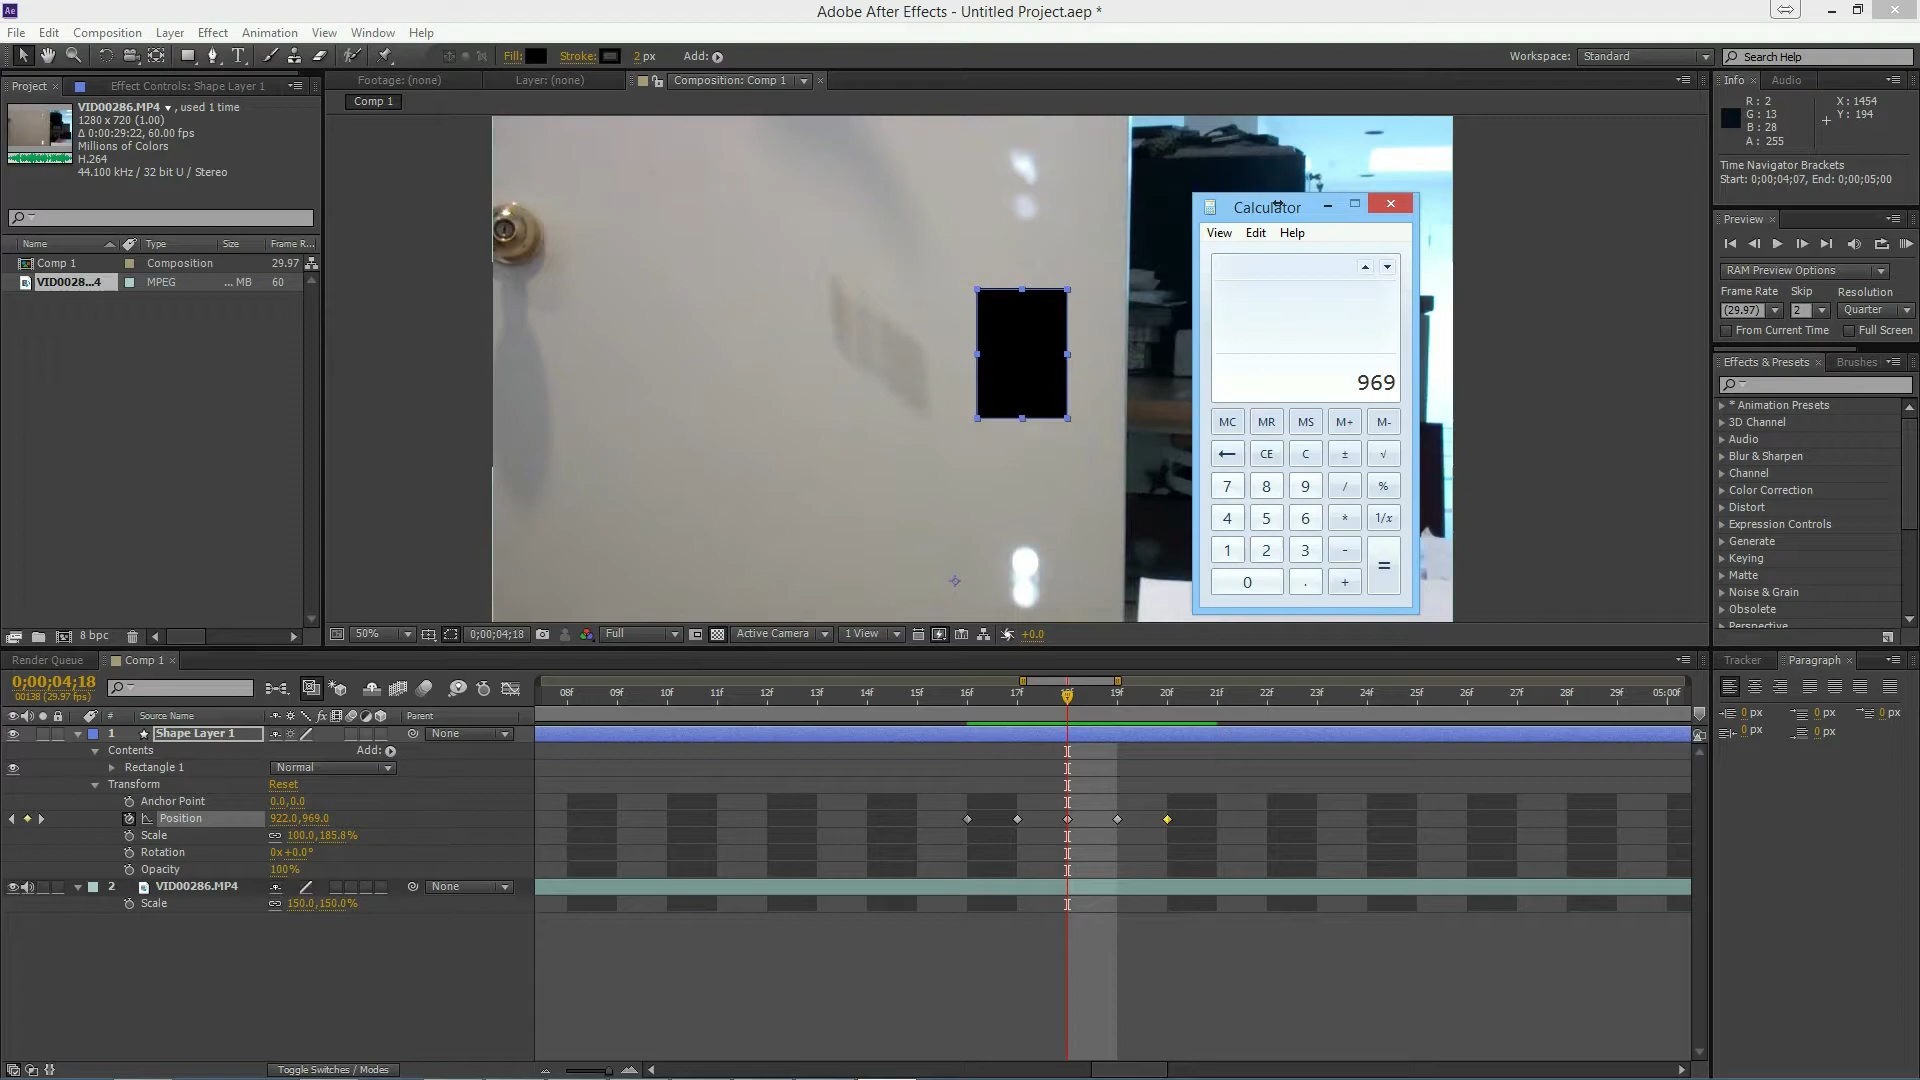 Adobe After Effects - Untitled Project.aep *
File Edit Composition Layer Effect Animation View Window Help
Fill: Stroke: 2 px Add:
Workspace: Standard Search Help
Project Effect Controls: Shape Layer 1
Footage: (none) Layer: (none) Composition: Comp 1
Info Audio
VID00286.MP4 , used 1 time
1280 x 720 (1.00)
Δ 0:00:29:22, 60.00 fps
Millions of Colors
H.264
44.100 kHz / 32 bit U / Stereo
Comp 1
R : 2
G : 13
B : 28
A : 255
X : 1454
Y : 194
Time Navigator Brackets
Start: 0;00;04;07, End: 0;00;05;00
Name Type Size Frame R...
Comp 1 Composition 29.97
VID0028...4 MPEG ... MB 60
8 bpc
Calculator
View Edit Help
969
MC MR MS M+ M-
← CE C ± √
7 8 9 / %
4 5 6 * 1/x
1 2 3 - =
0 . +
Preview
RAM Preview Options
Frame Rate Skip Resolution
(29.97) 2 Quarter
From Current Time Full Screen
Effects & Presets Brushes
* Animation Presets
3D Channel
Audio
Blur & Sharpen
Channel
Color Correction
Distort
Expression Controls
Generate
Keying
Matte
Noise & Grain
Obsolete
Perspective
50% 0;00;04;18 Full Active Camera 1 View +0.0
Render Queue Comp 1
Tracker Paragraph
0;00;04;18
00138 (29.97 fps)
08f 09f 10f 11f 12f 13f 14f 15f 16f 17f 18f 19f 20f 21f 22f 23f 24f 25f 26f 27f 28f 29f 05:00f
0 px 0 px 0 px
0 px 0 px
# Source Name fx Parent
1 Shape Layer 1 None
Contents Add:
Rectangle 1 Normal
Transform Reset
Anchor Point 0.0,0.0
Position 922.0,969.0
Scale 100.0,185.8%
Rotation 0x+0.0°
Opacity 100%
2 VID00286.MP4 None
Scale 150.0,150.0%
Toggle Switches / Modes